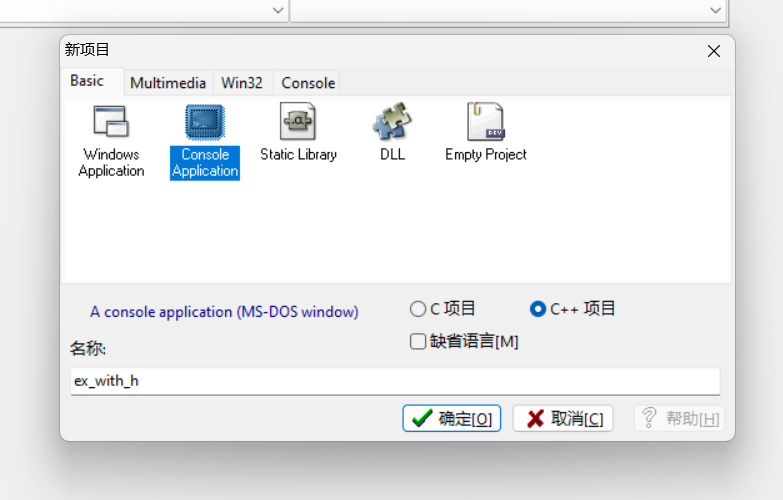 新项目
Basic
Multimedia
Win32
Console
Windows
Application
Console
Application
Static Library
DLL
Empty Project
A console application (MS-DOS window)
C 项目
C++ 项目
缺省语言[M]
名称:
ex_with_h
确定[O]
取消[C]
帮助[H]